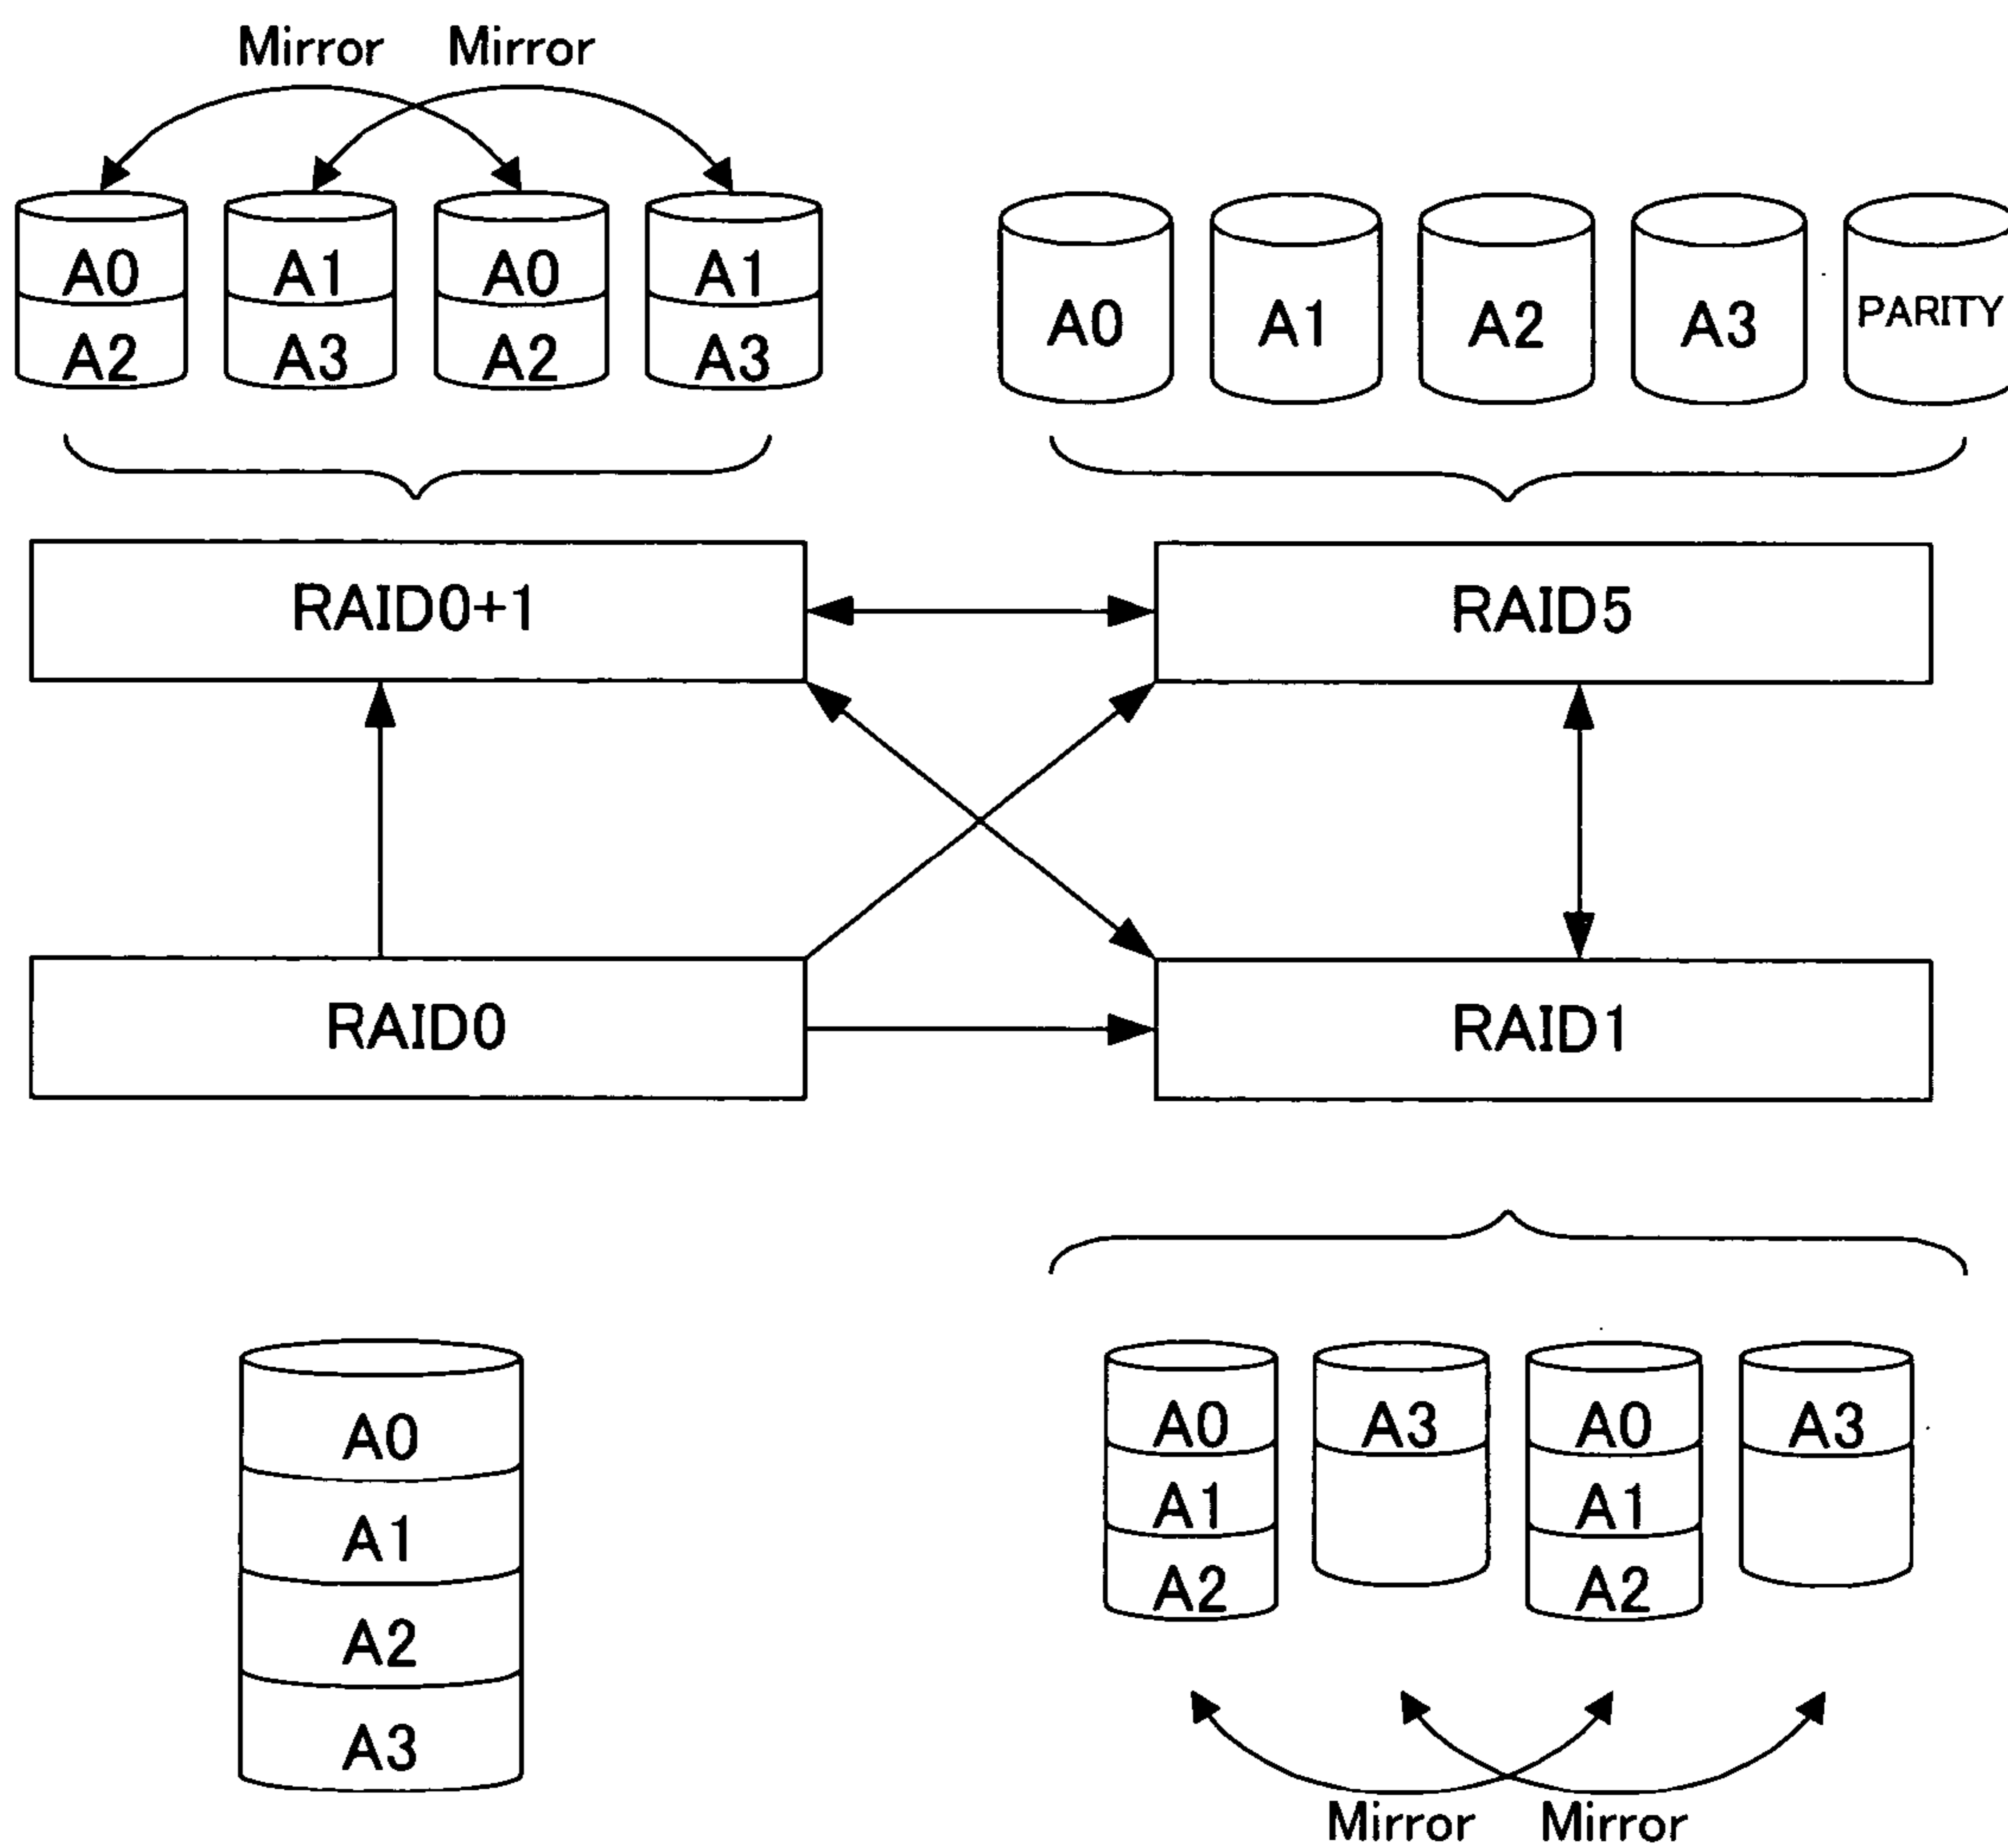 Mirror Mirror
A0 A1 A0 A1
A2 A3 A2 A3
A0 A1 A2 A3 PARITY
RAID0+1 RAID5
RAID0 RAID1
A0
A1
A2
A3
A0 A3 A0 A3
A1 A1
A2 A2
Mirror Mirror